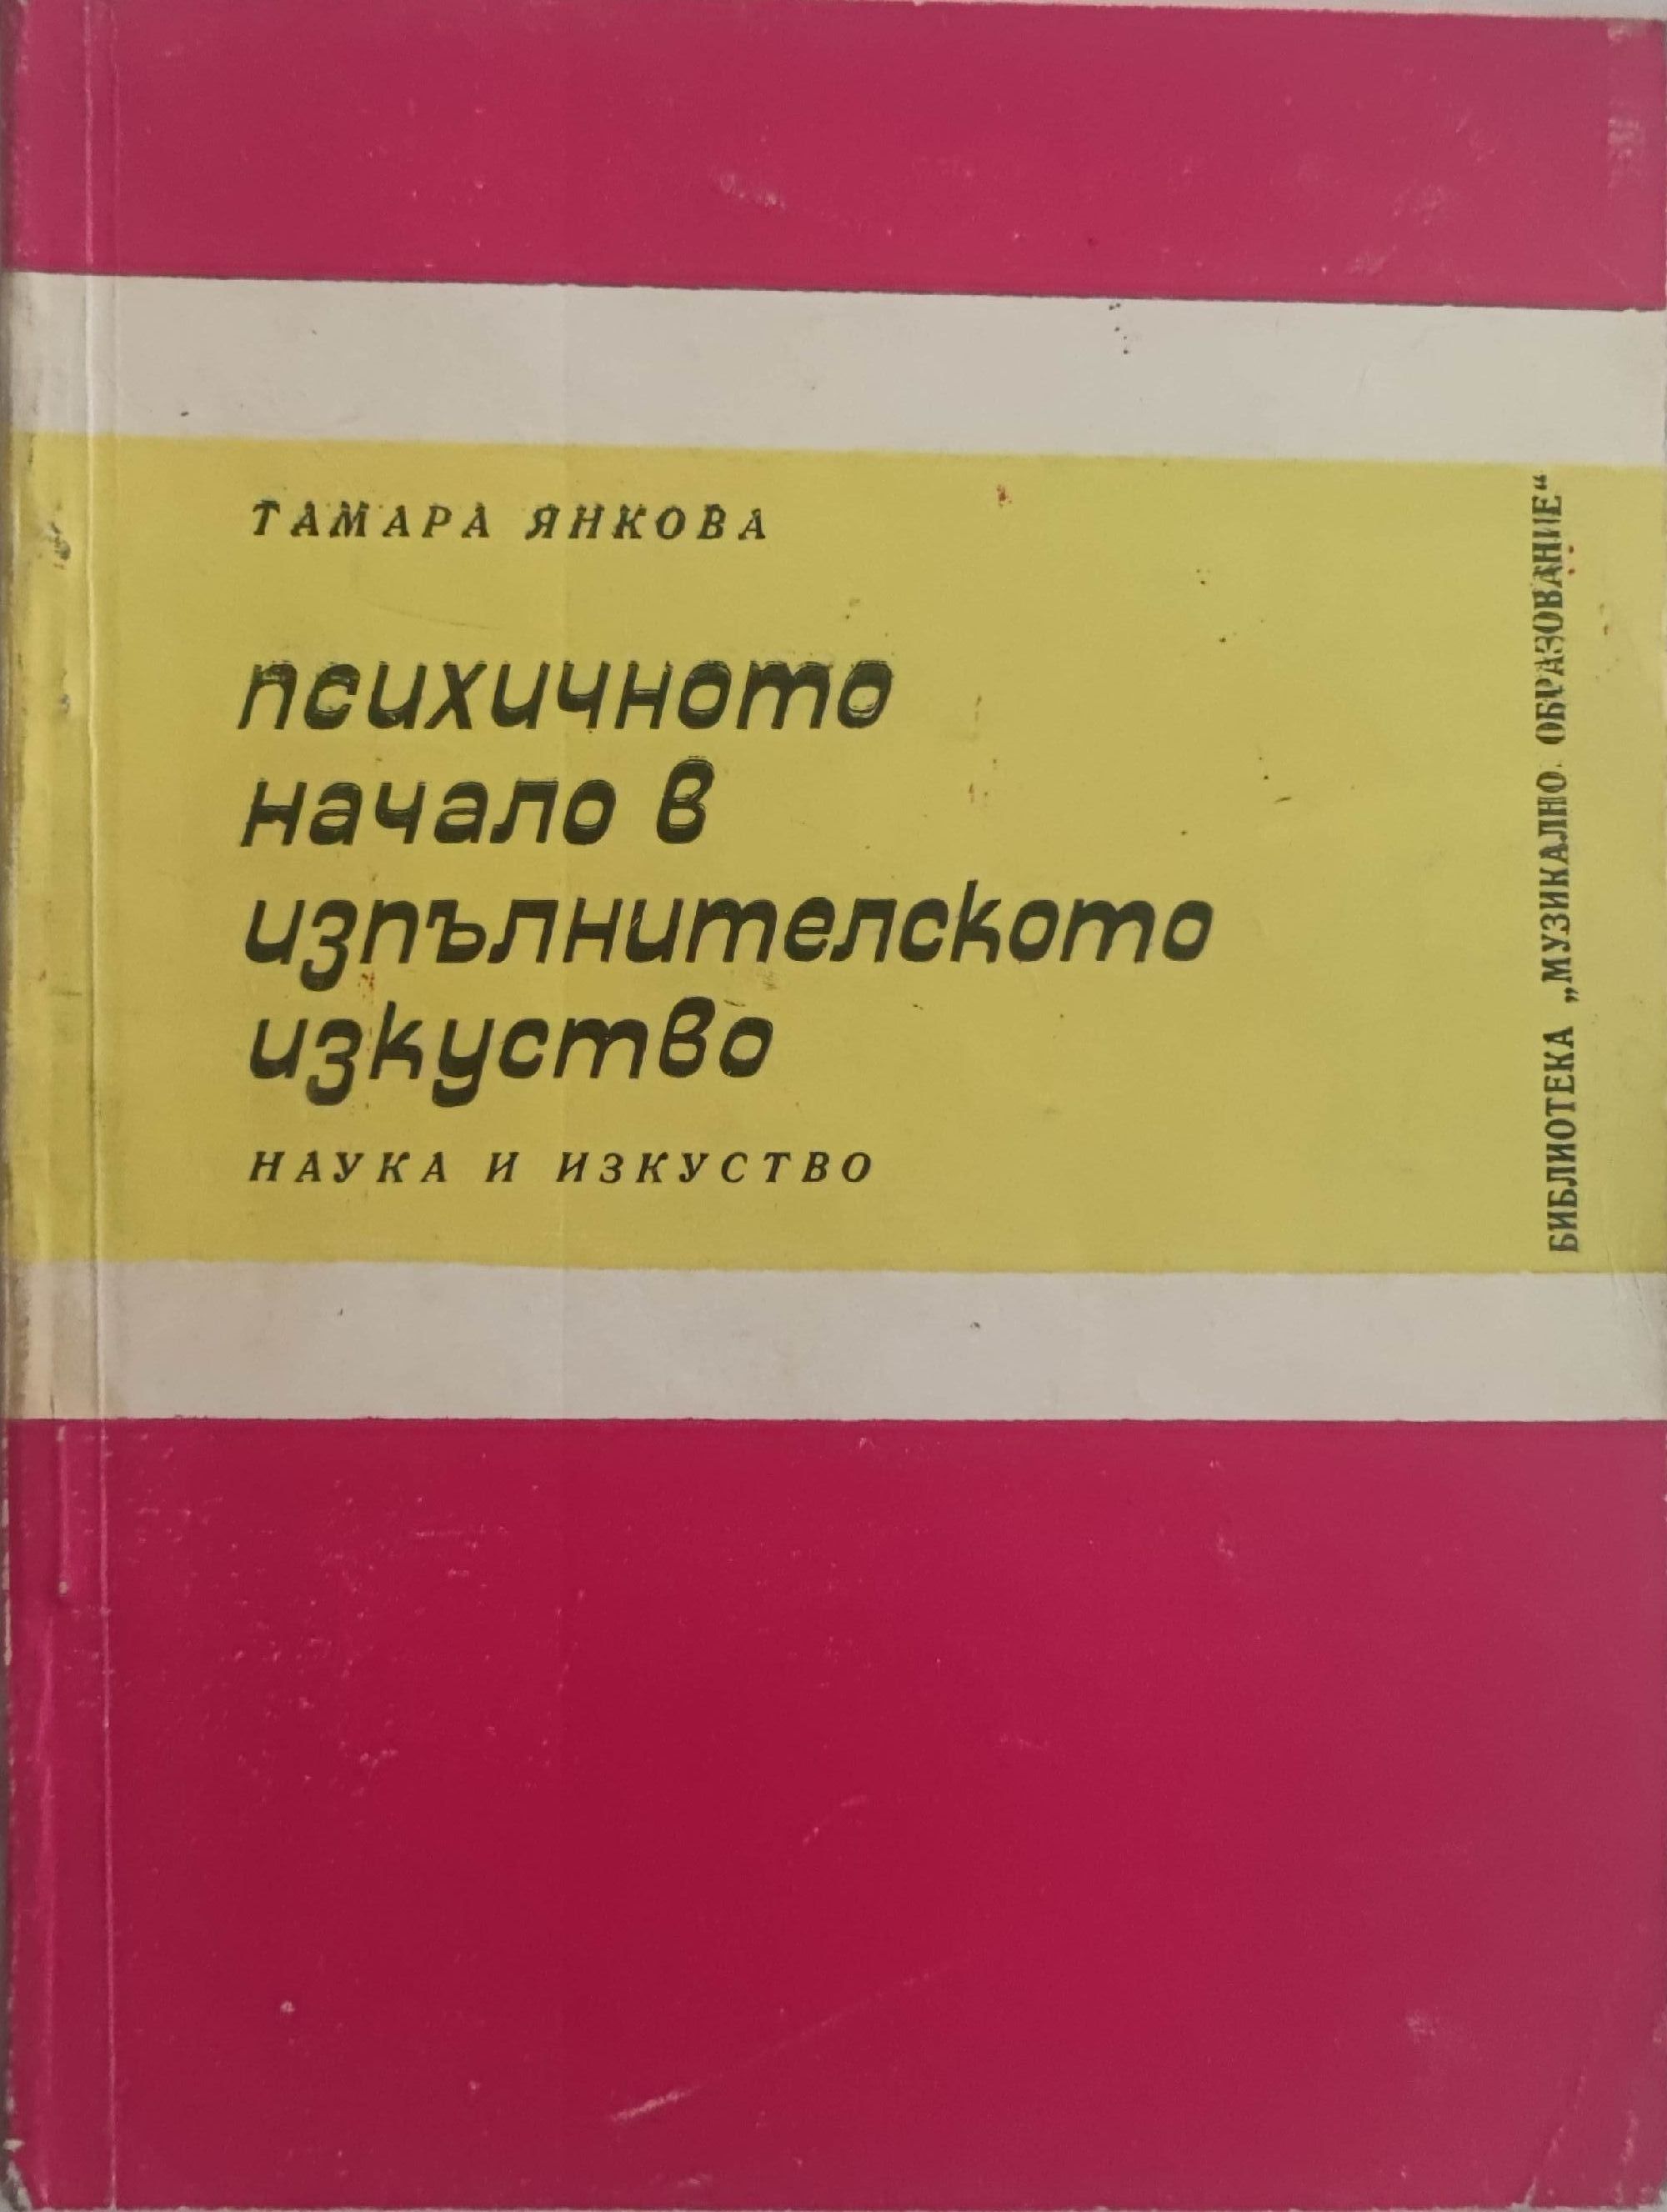 ТАМАРА ЯНКОВА
психичното
начало в
изпълнителското
изкуство
НАУКА И ИЗКУСТВО
БИБЛИОТЕКА „МУЗИКАЛНО ОБРАЗОВАНИЕ“